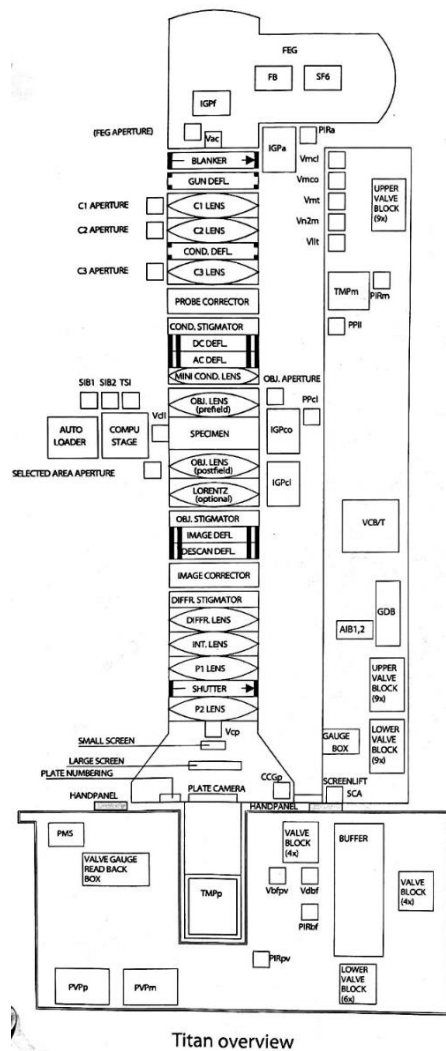 FEG
FB
SF6
IGPf
(FEG APERTURE)
Vac
IGPa
PIRa
BLANKER
GUN DEFL.
Vmcl
Vmco
UPPER
VALVE
BLOCK
(9x)
C1 APERTURE
C1 LENS
Vmt
C2 APERTURE
C2 LENS
Vn2m
COND. DEFL.
Vllt
C3 APERTURE
C3 LENS
PROBE CORRECTOR
TMPm
PIRm
COND. STIGMATOR
PPll
DC DEFL.
AC DEFL.
MINI COND. LENS
OBJ. APERTURE
SIB1 SIB2 TSI
OBJ. LENS
(prefield)
PPcl
Vcll
AUTO
LOADER
COMPU
STAGE
SPECIMEN
IGPco
SELECTED AREA APERTURE
OBJ. LENS
(postfield)
IGPcl
LORENTZ
(optional)
VCB/T
OBJ. STIGMATOR
IMAGE DEFL
DESCAN DEFL.
IMAGE CORRECTOR
GDB
DIFFR. STIGMATOR
DIFFR. LENS
AIB1,2
INT. LENS
P1 LENS
UPPER
VALVE
BLOCK
(9x)
SHUTTER
P2 LENS
Vcp
SMALL SCREEN
GAUGE
BOX
LOWER
VALVE
BLOCK
(9x)
LARGE SCREEN
PLATE NUMBERING
CCGp
SCREENLIFT
SCA
HANDPANEL
PLATE CAMERA
HANDPANEL
PMS
VALVE GAUGE
READ BACK
BOX
VALVE
BLOCK
(4x)
BUFFER
Vbfpv
Vdbf
VALVE
BLOCK
(4x)
TMPp
PIRbf
PIRpv
PVPp
PVPm
LOWER
VALVE
BLOCK
(6x)
Titan overview